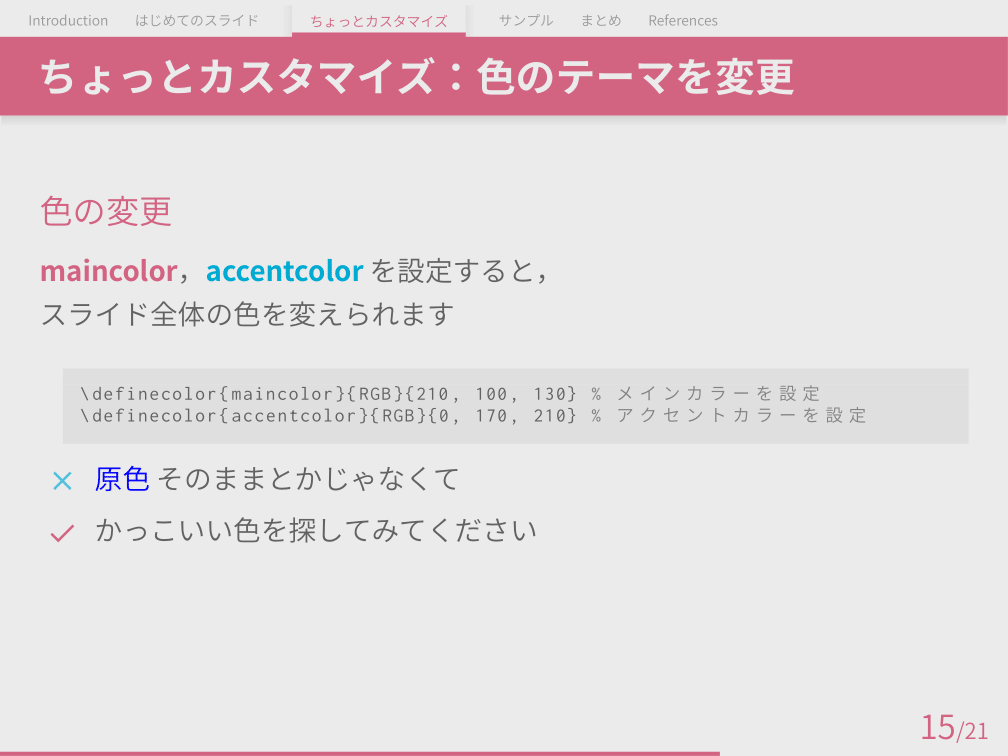 Introduction はじめてのスライド ちょっとカスタマイズ サンプル まとめ References
ちょっとカスタマイズ：色のテーマを変更
色の変更
maincolor，accentcolor を設定すると，
スライド全体の色を変えられます
\definecolor{maincolor}{RGB}{210, 100, 130} % メインカラーを設定
\definecolor{accentcolor}{RGB}{0, 170, 210} % アクセントカラーを設定
原色 そのままとかじゃなくて
かっこいい色を探してみてください
15/21